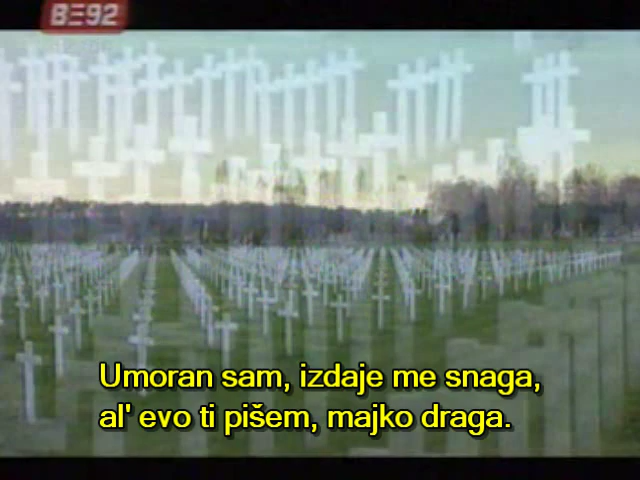 B92
Umoran sam, izdaje me snaga,
al' evo ti pišem, majko draga.